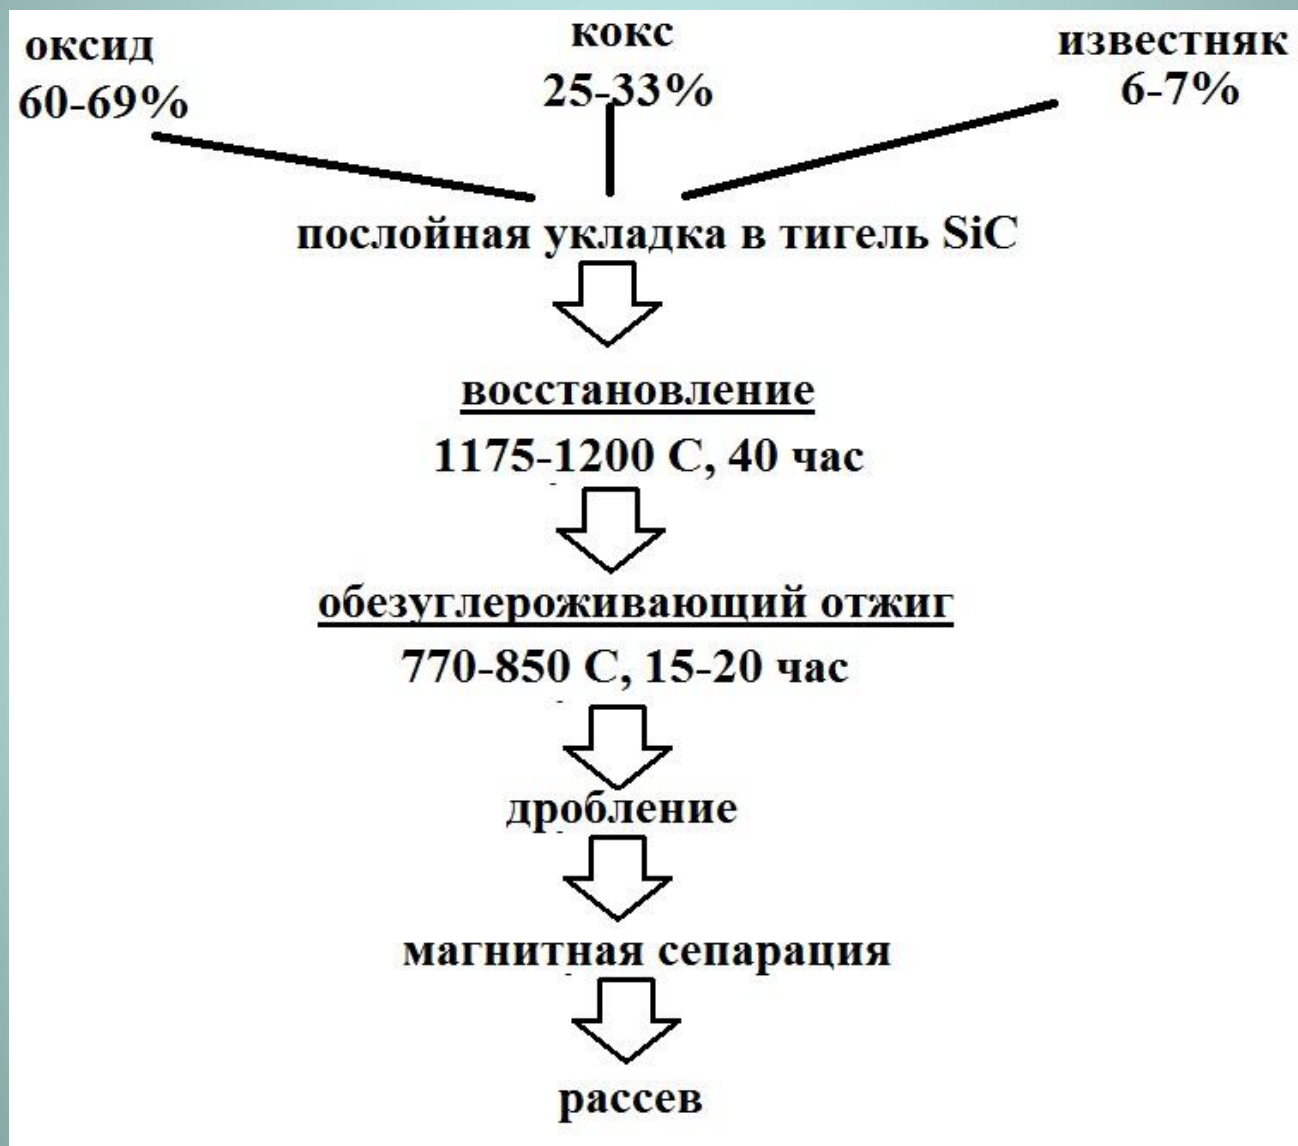 оксид
60-69%
кокс
25-33%
известняк
6-7%
послойная укладка в тигель SiC
восстановление
1175-1200 С, 40 час
обезуглероживающий отжиг
770-850 С, 15-20 час
дробление
магнитная сепарация
рассев